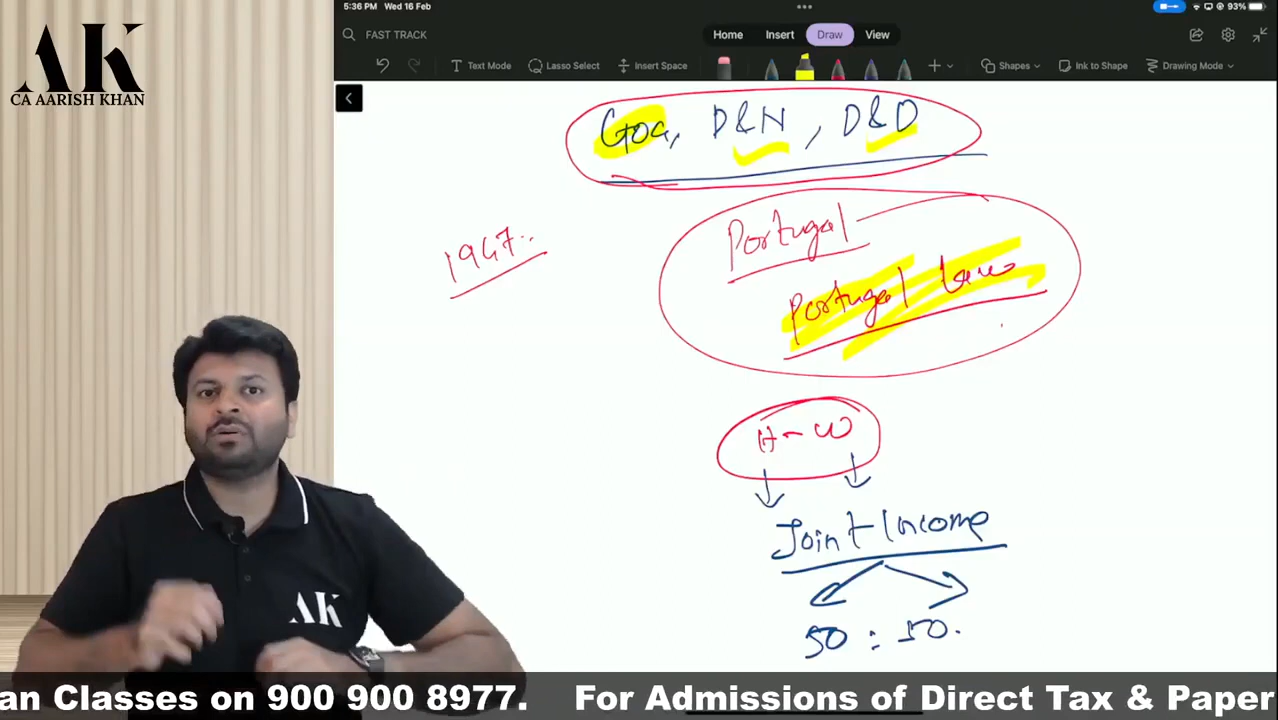 5:36 PM Wed 16 Feb
93%
FAST TRACK
Home Insert Draw View
Text Mode Lasso Select Insert Space Shapes Ink to Shape Drawing Mode
AK
CA AARISH KHAN
Goa, D&N, D&D
Portugal
1947..
Portugal Law
H - W
Joint Income
50 : 50.
AK
an Classes on 900 900 8977. For Admissions of Direct Tax & Paper